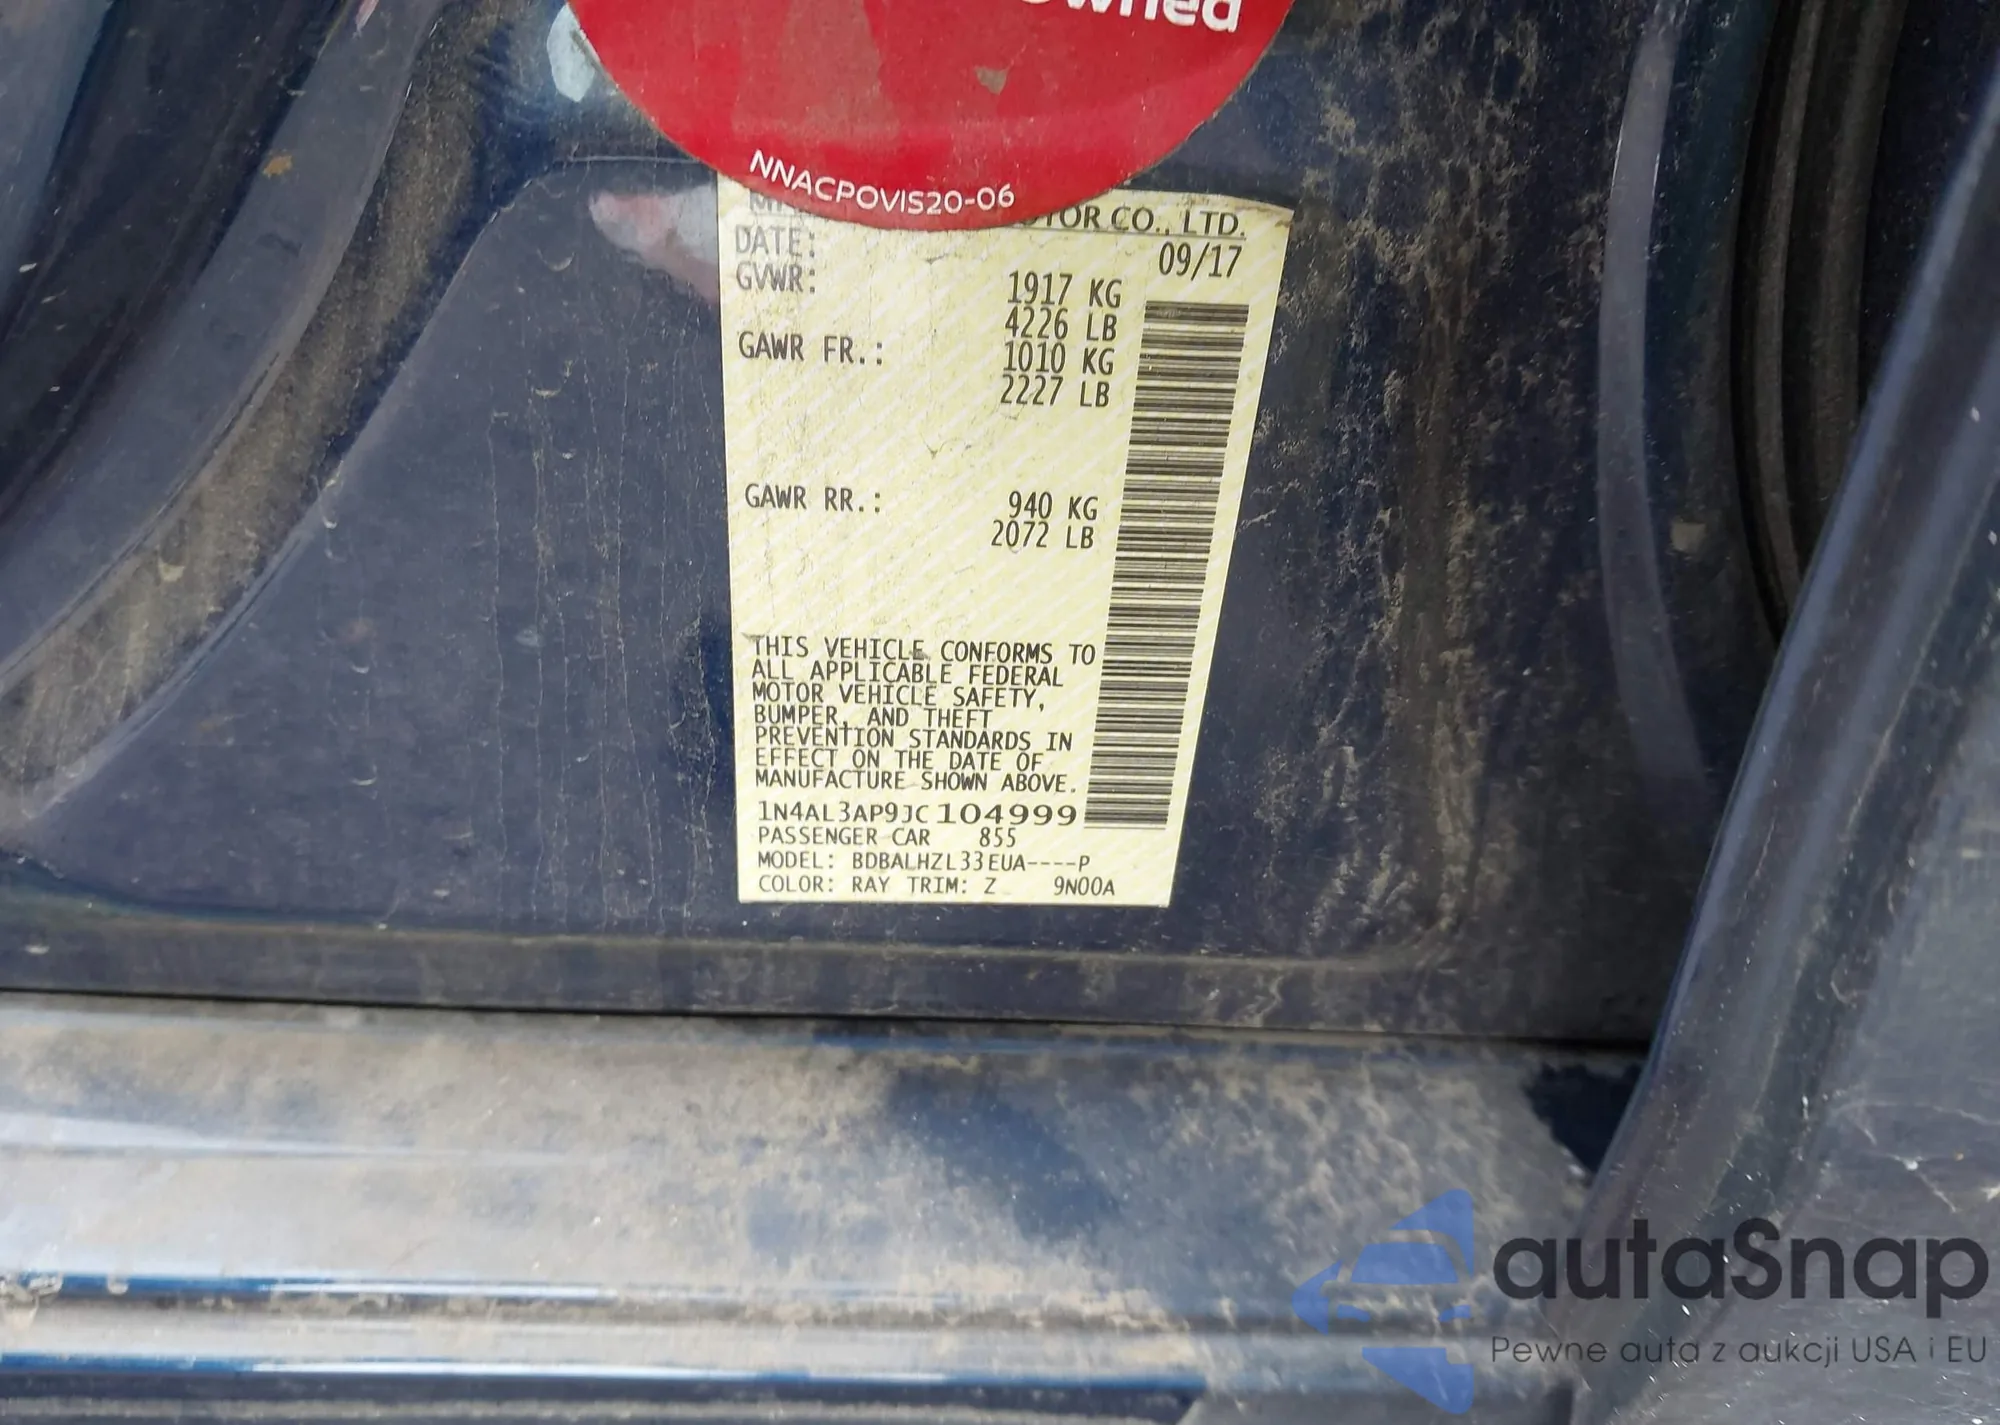 Owned
NNACPOVIS20-06
MOTOR CO., LTD.
DATE: 09/17
GVWR: 1917 KG
4226 LB
GAWR FR.: 1010 KG
2227 LB
GAWR RR.: 940 KG
2072 LB
THIS VEHICLE CONFORMS TO
ALL APPLICABLE FEDERAL
MOTOR VEHICLE SAFETY,
BUMPER, AND THEFT
PREVENTION STANDARDS IN
EFFECT ON THE DATE OF
MANUFACTURE SHOWN ABOVE.
1N4AL3AP9JC104999
PASSENGER CAR 855
MODEL: BDBALHZL33EUA----P
COLOR: RAY TRIM: Z 9N00A
autaSnap
Pewne auta z aukcji USA i EU